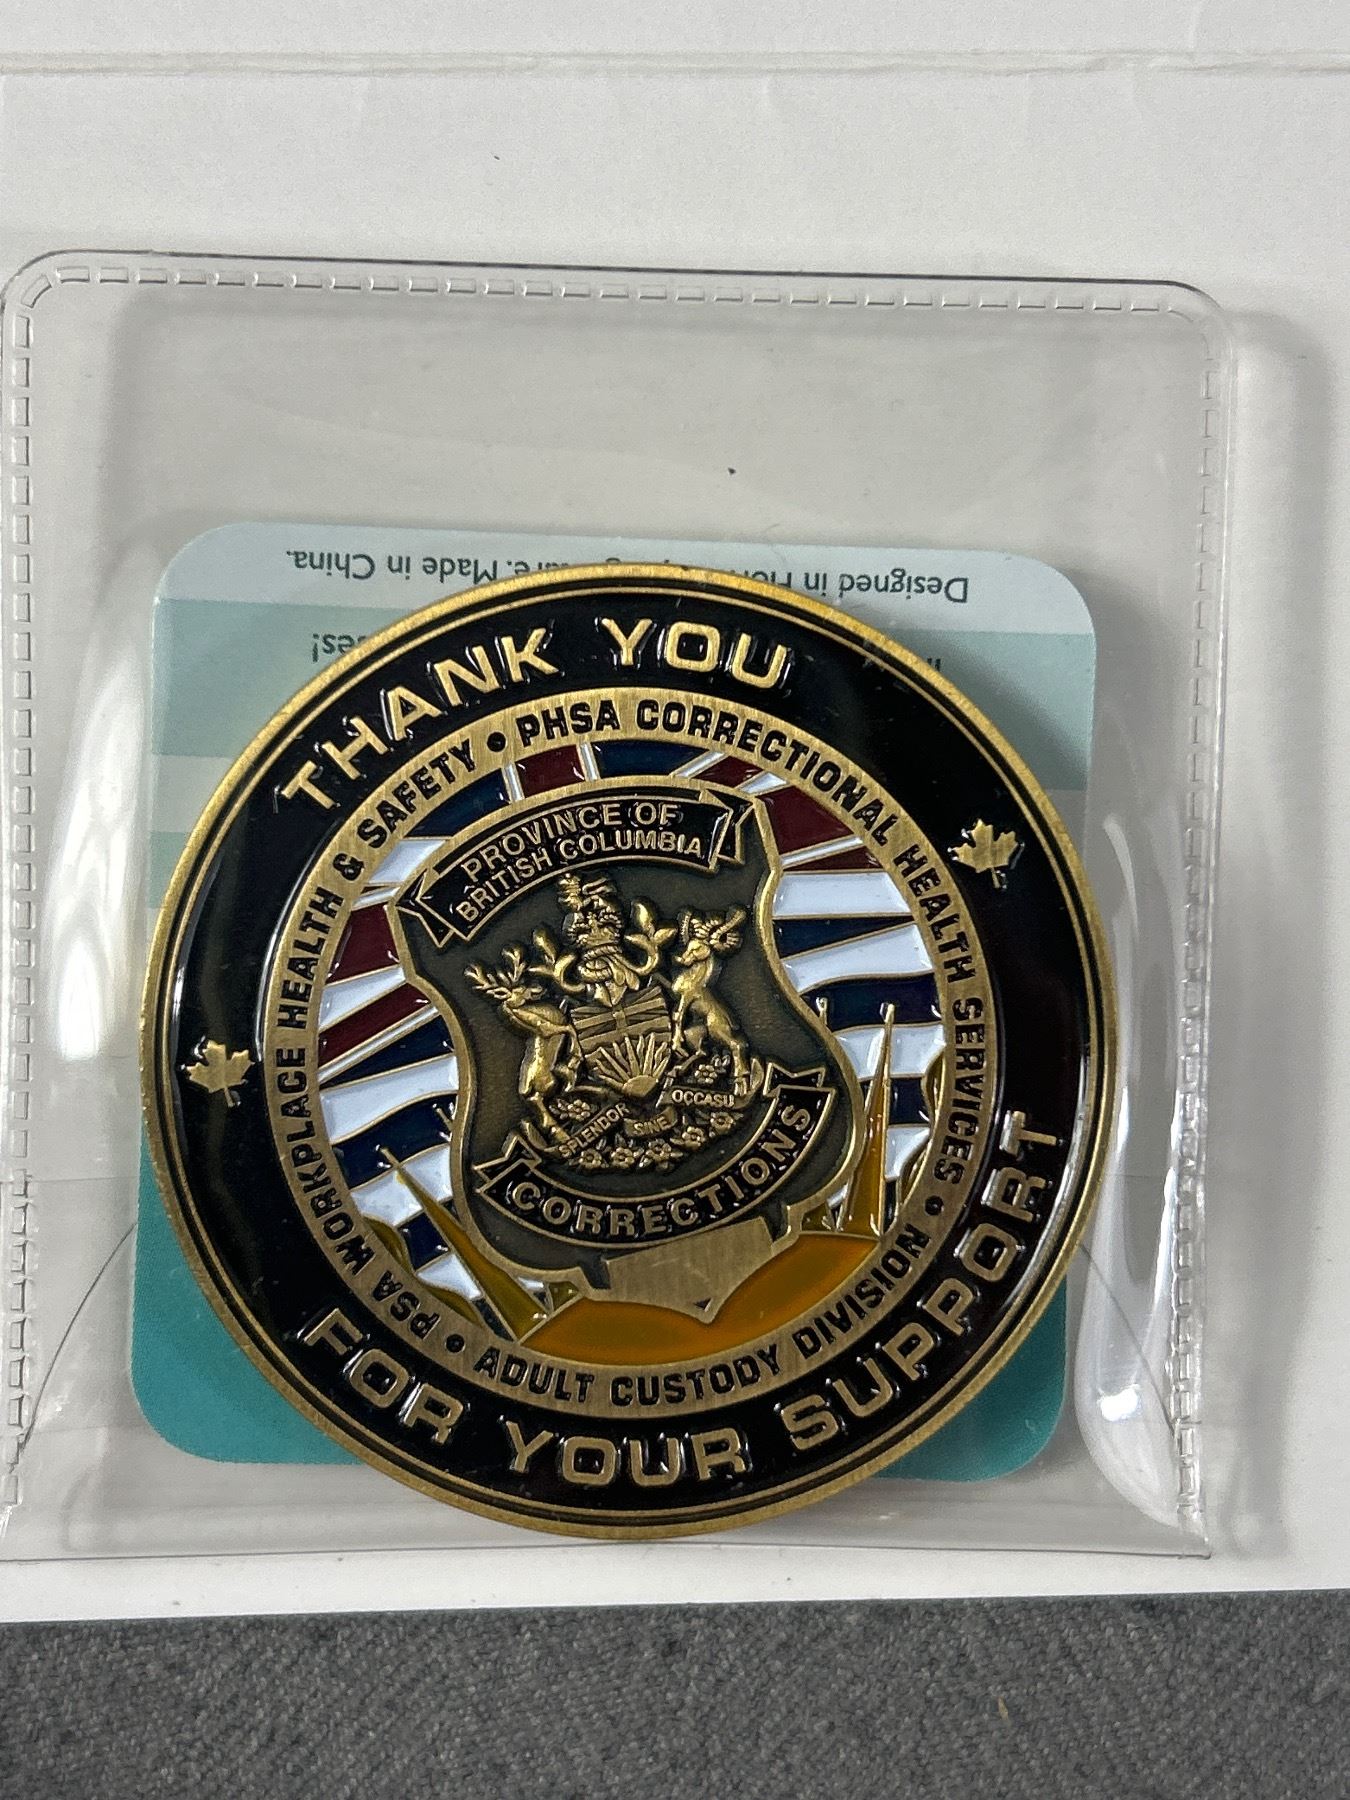 Designed in
Made in China.
THANK YOU
PSA WORKPLACE HEALTH & SAFETY • PHSA CORRECTIONAL HEALTH SERVICES •
PROVINCE OF
BRITISH COLUMBIA
SPLENDOR SINE OCCASU
CORRECTIONS
ADULT CUSTODY DIVISION •
FOR YOUR SUPPORT